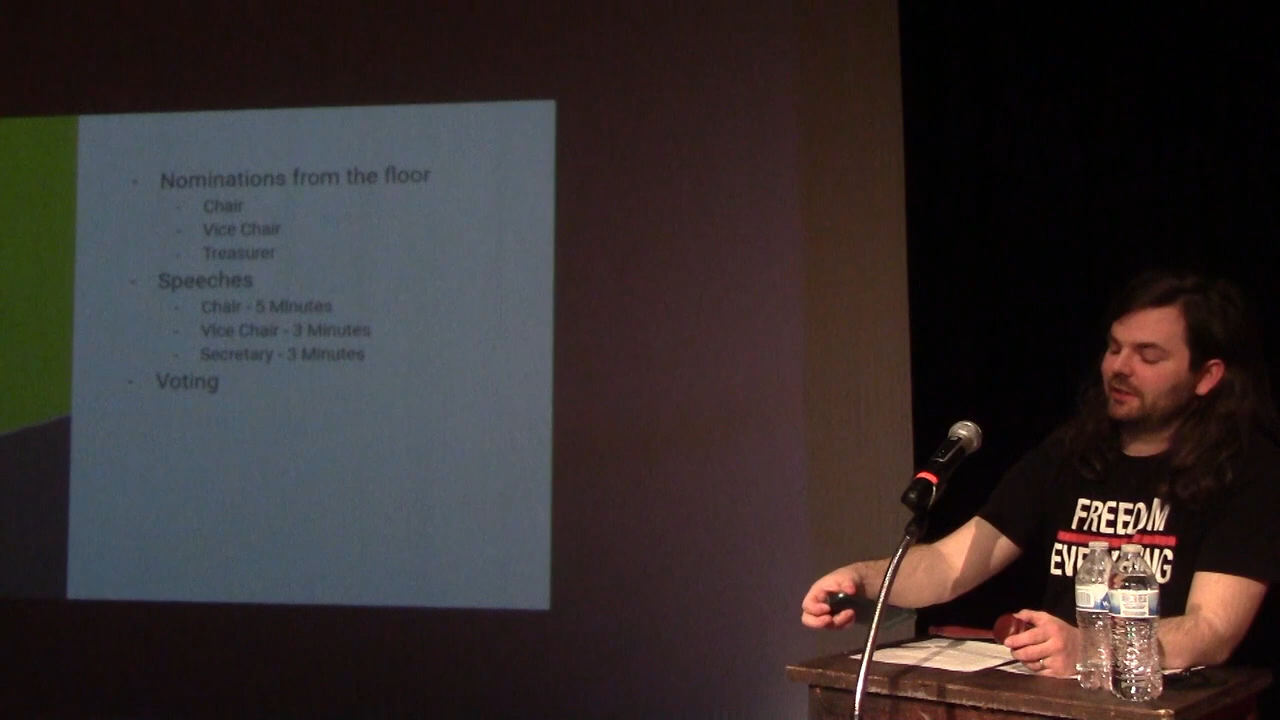 - Nominations from the floor
- Chair
- Vice Chair
- Treasurer
- Speeches
- Chair - 5 Minutes
- Vice Chair - 3 Minutes
- Secretary - 3 Minutes
- Voting
FREEDOM